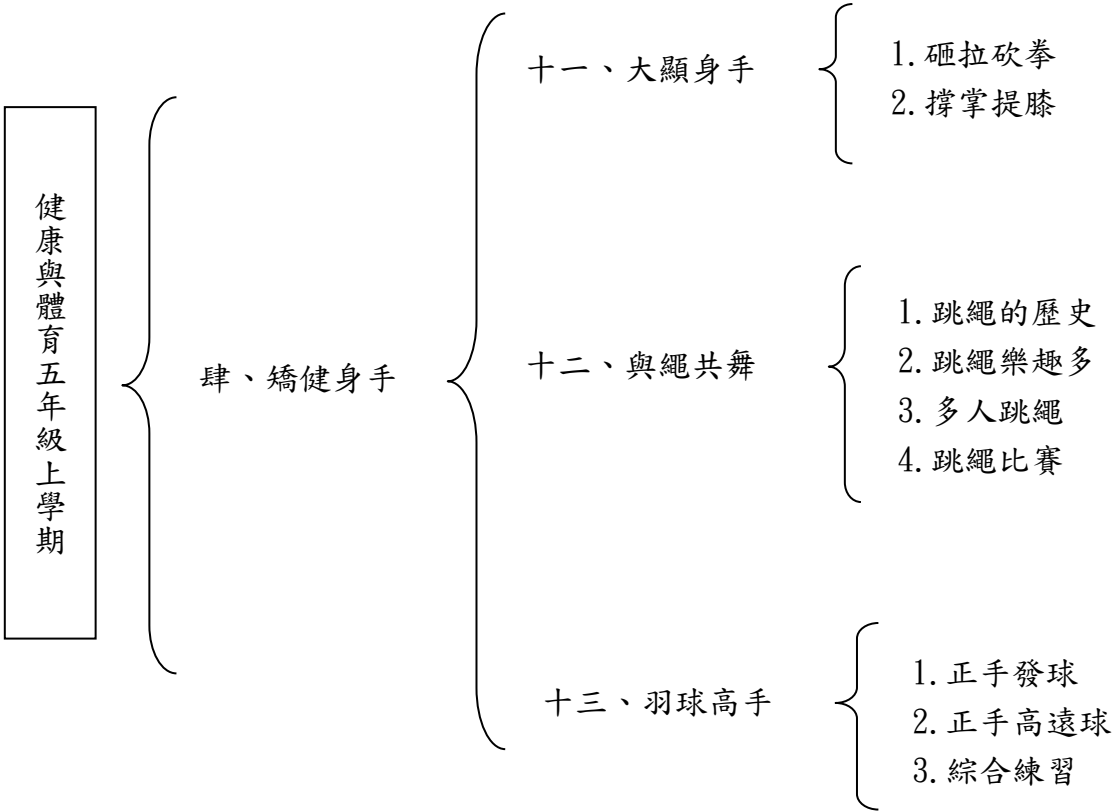 健康與體育五年級上學期
肆、矯健身手
十一、大顯身手
1.砸拉砍拳
2.撐掌提膝
十二、與繩共舞
1.跳繩的歷史
2.跳繩樂趣多
3.多人跳繩
4.跳繩比賽
十三、羽球高手
1.正手發球
2.正手高遠球
3.綜合練習